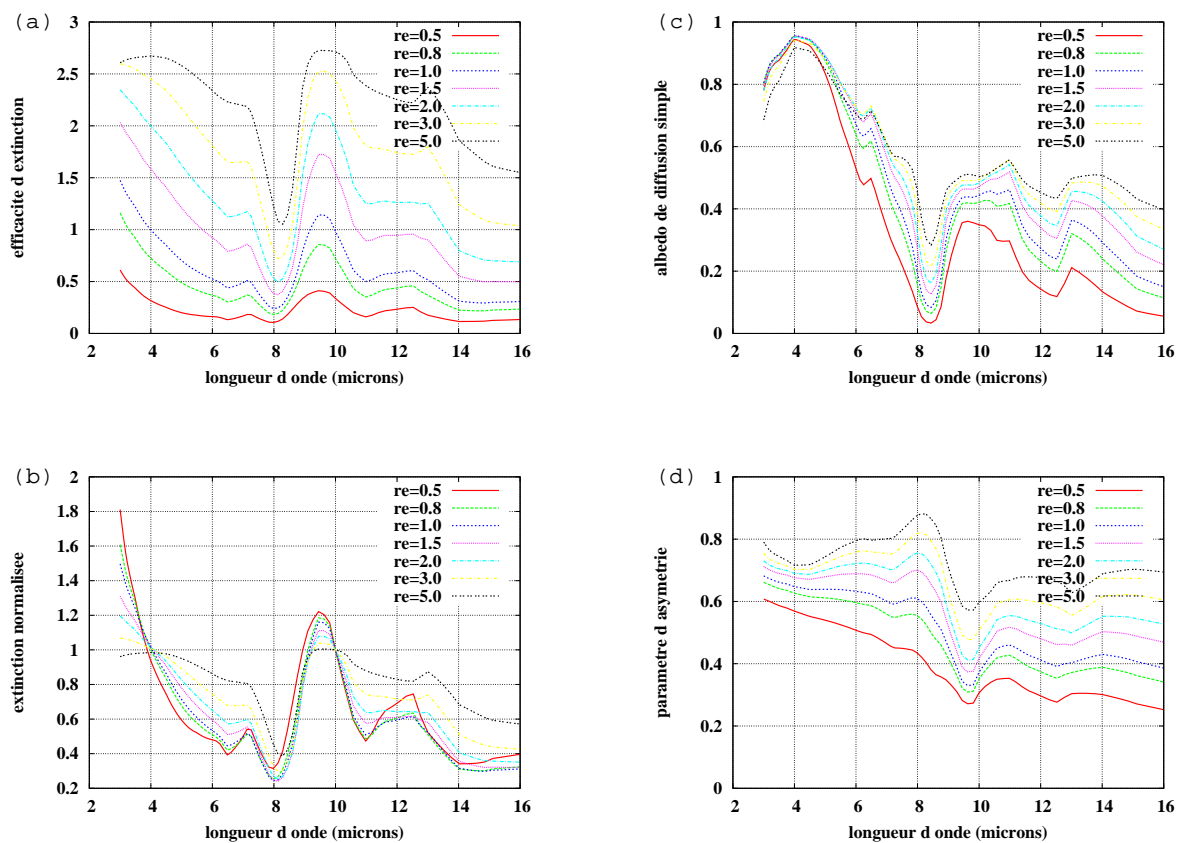 (a)
efficacite d extinction
3
2.5
2
1.5
1
0.5
0
re=0.5
re=0.8
re=1.0
re=1.5
re=2.0
re=3.0
re=5.0
2 4 6 8 10 12 14 16
longueur d onde (microns)
(c)
albedo de diffusion simple
1
0.8
0.6
0.4
0.2
0
re=0.5
re=0.8
re=1.0
re=1.5
re=2.0
re=3.0
re=5.0
2 4 6 8 10 12 14 16
longueur d onde (microns)
(b)
extinction normalisee
2
1.8
1.6
1.4
1.2
1
0.8
0.6
0.4
0.2
re=0.5
re=0.8
re=1.0
re=1.5
re=2.0
re=3.0
re=5.0
2 4 6 8 10 12 14 16
longueur d onde (microns)
(d)
parametre d asymetrie
1
0.8
0.6
0.4
0.2
0
re=0.5
re=0.8
re=1.0
re=1.5
re=2.0
re=3.0
re=5.0
2 4 6 8 10 12 14 16
longueur d onde (microns)